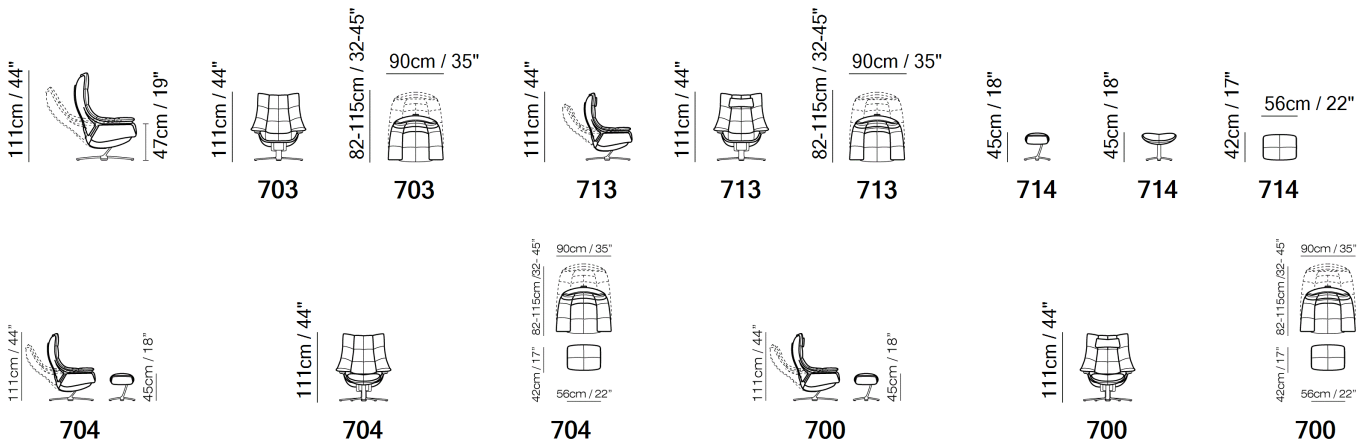 111cm / 44"
47cm / 19"
111cm / 44"
703
82-115cm / 32-45"
90cm / 35"
703
111cm / 44"
713
111cm / 44"
713
82-115cm / 32-45"
90cm / 35"
713
45cm / 18"
714
45cm / 18"
714
42cm / 17"
56cm / 22"
714
111cm / 44"
45cm / 18"
704
111cm / 44"
704
90cm / 35"
82-115cm /32- 45"
42cm / 17"
56cm / 22"
704
111cm / 44"
45cm / 18"
700
111cm / 44"
700
90cm / 35"
82-115cm /32- 45"
42cm / 17"
56cm / 22"
700